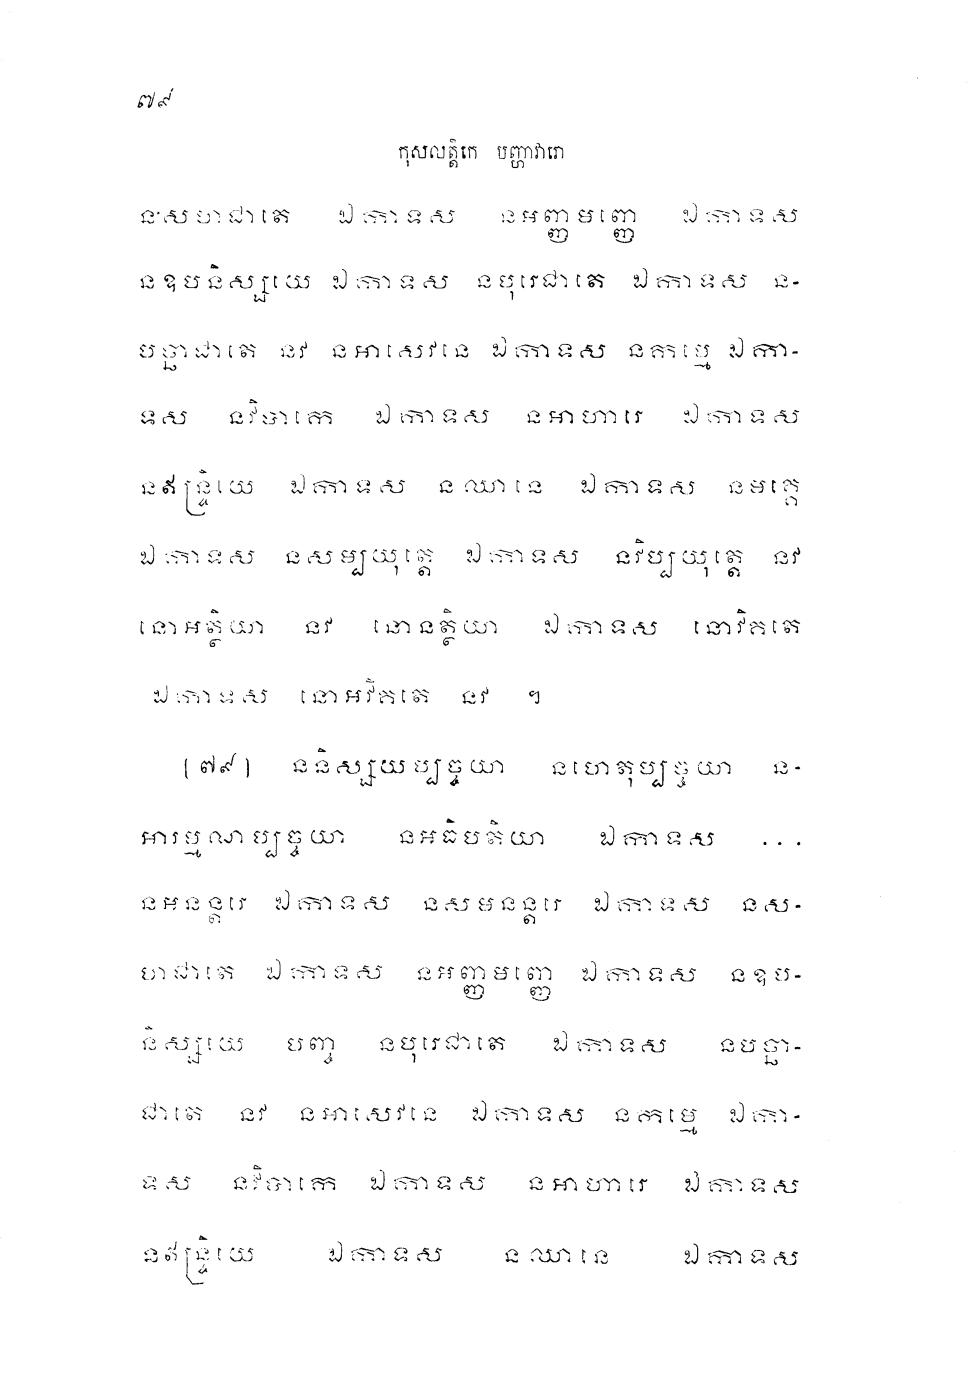 ៧៩
កុសលត្តិកេ បញ្ហាវារោ
នសហជាតេ ឯកាទស នអញ្ញមញ្ញេ ឯកាទស
នឧបនិស្សយេ ឯកាទស នបុរេជាតេ ឯកាទស ន-
បច្ឆាជាតេ នវ នអាសេវនេ ឯកាទស នកម្មេ ឯកា-
ទស នវិបាកេ ឯកាទស នអាហារេ ឯកាទស
នឥន្ទ្រិយេ ឯកាទស នឈានេ ឯកាទស នមគ្គេ
ឯកាទស នសម្បយុត្តេ ឯកាទស នវិប្បយុត្តេ នវ
នោអត្ថិយា នវ នោនត្ថិយា ឯកាទស នោវិគតេ
ឯកាទស នោអវិគតេ នវ ។
[៧៩] ននិស្សយប្បច្ចយា នហេតុប្បច្ចយា ន-
អារម្មណប្បច្ចយា នអធិបតិយា ឯកាទស ...
នអនន្តរេ ឯកាទស នសមនន្តរេ ឯកាទស នស-
ហជាតេ ឯកាទស នអញ្ញមញ្ញេ ឯកាទស នឧប-
និស្សយេ បញ្ច នបុរេជាតេ ឯកាទស នបច្ឆា-
ជាតេ នវ នអាសេវនេ ឯកាទស នកម្មេ ឯកា-
ទស នវិបាកេ ឯកាទស នអាហារេ ឯកាទស
នឥន្ទ្រិយេ ឯកាទស នឈានេ ឯកាទស